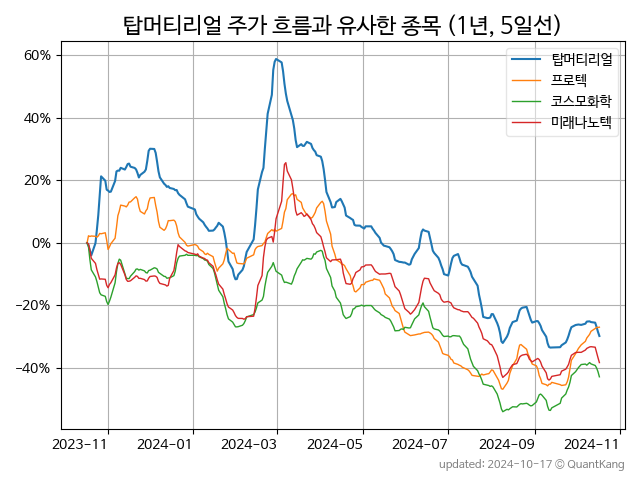 탑머티리얼 주가 흐름과 유사한 종목 (1년, 5일선)
탑머티리얼
프로텍
코스모화학
미래나노텍
60%
40%
20%
0%
−20%
−40%
2023−11
2024−01
2024−03
2024−05
2024−07
2024−09
2024−11
updated: 2024-10-17 ⓒ QuantKang